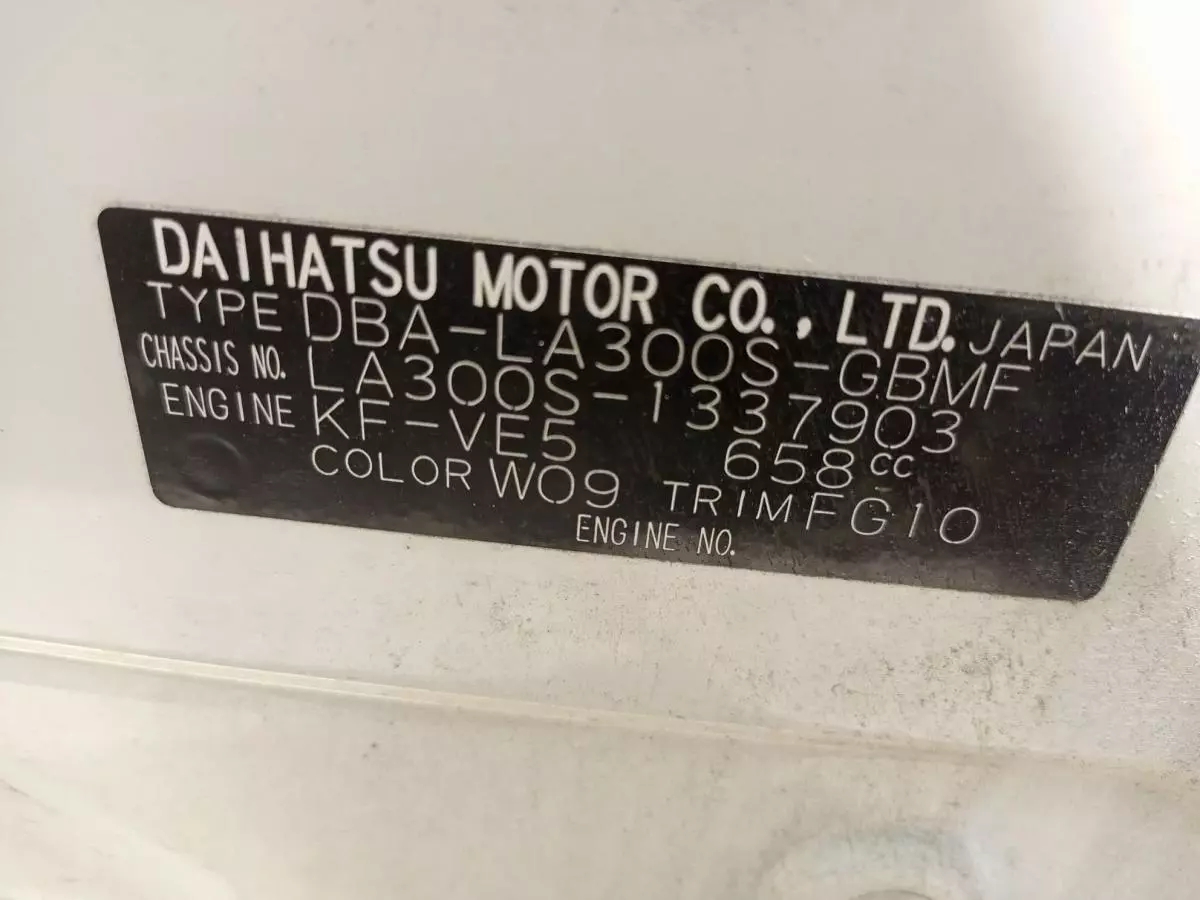 DAIHATSU MOTOR CO., LTD. JAPAN
TYPE DBA-LA300S-GBMF
CHASSIS NO. LA300S-1337903
ENGINE KF-VE5 658cc
COLOR W09 TRIM FG10
ENGINE NO.